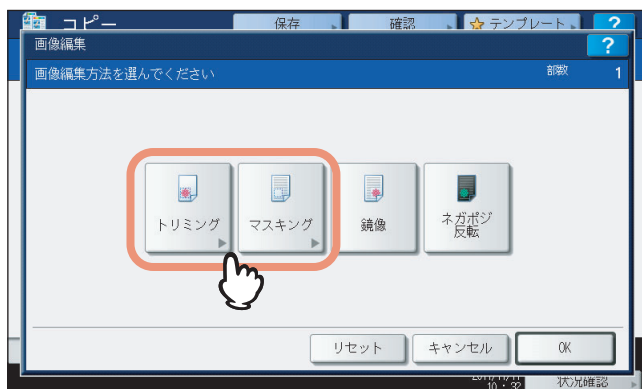 コピー
保存
確認
テンプレート
?
画像編集
?
画像編集方法を選んでください
部数 1
トリミング
マスキング
鏡像
ネガポジ
反転
リセット
キャンセル
OK
10:32
状況確認